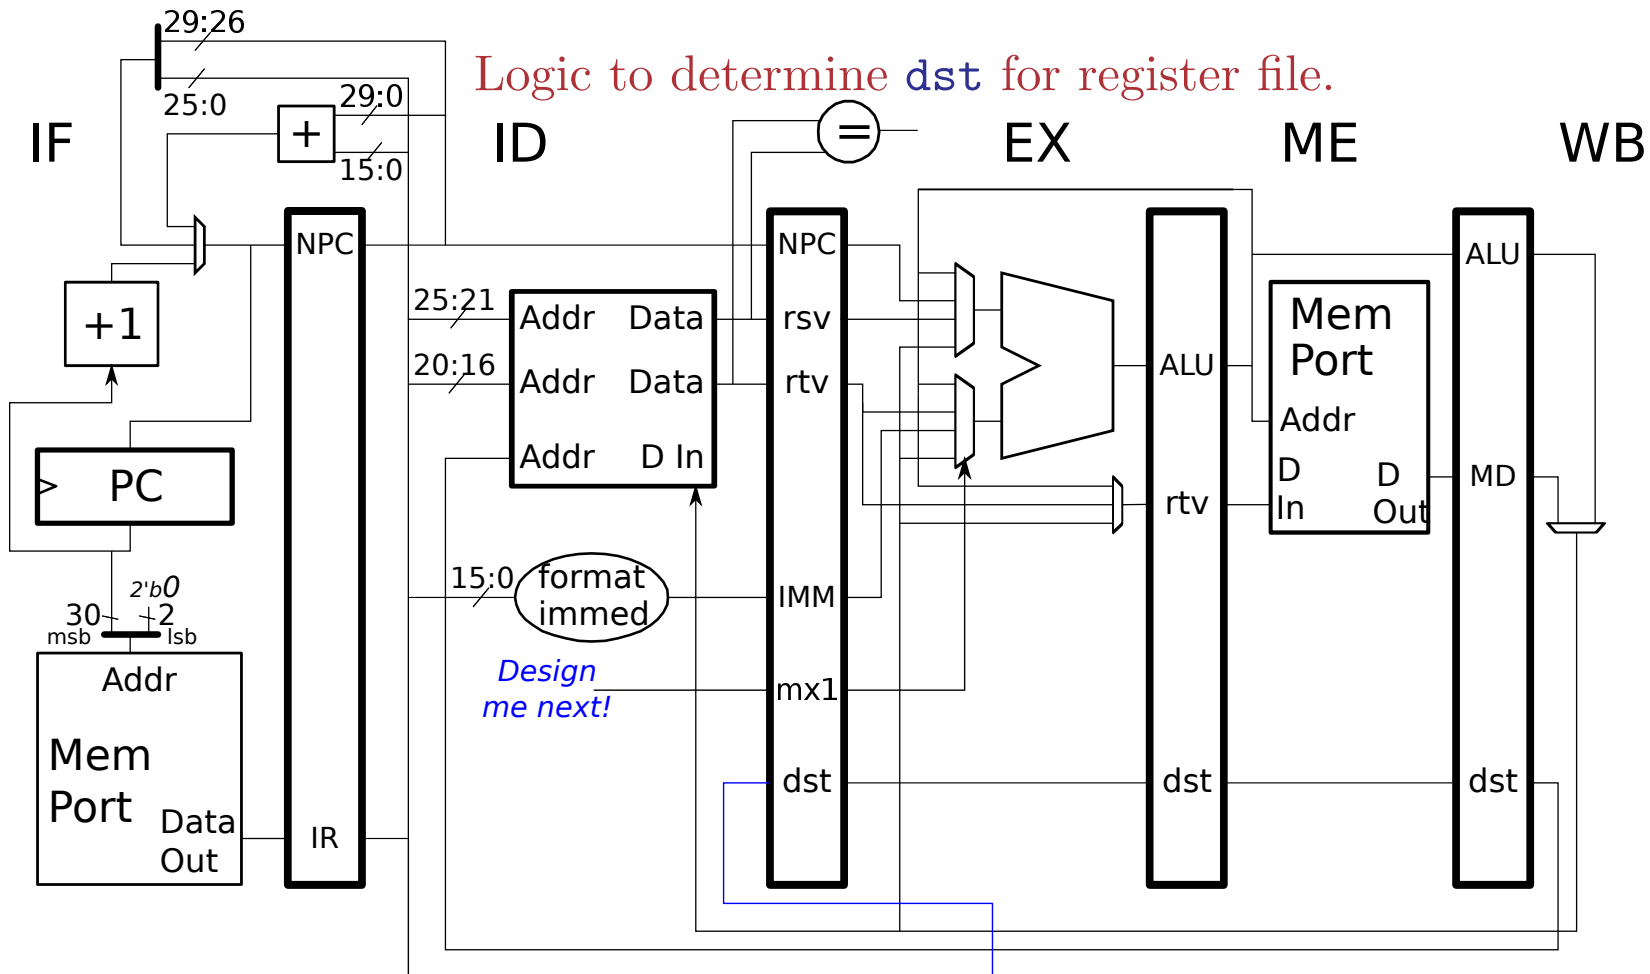 29:26
Logic to determine dst for register file.
25:0
29:0
+
=
IF
ID
EX
ME
WB
15:0
NPC
NPC
ALU
+1
25:21
Addr
Data
rsv
Mem
Port
20:16
Addr
Data
rtv
ALU
Addr
Addr
D In
D
In
D
Out
MD
PC
rtv
2'b0
30
2
msb
lsb
15:0
format
immed
IMM
Addr
Design
me next!
mx1
Mem
Port
dst
dst
dst
Data
Out
IR